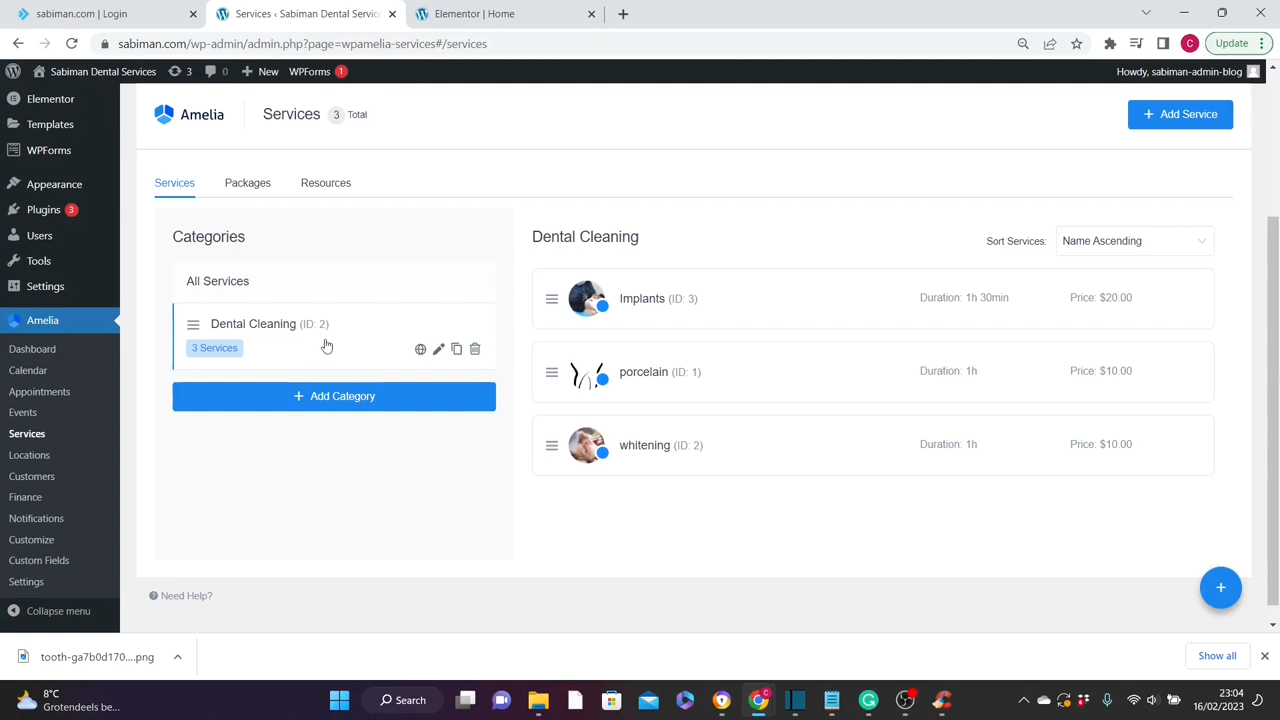 sabiman.com | Login
Services ‹ Sabiman Dental Service
Elementor | Home
sabiman.com/wp-admin/admin.php?page=wpamelia-services#/services
C
Update
Sabiman Dental Services
3
0
New
WPForms
1
Howdy, sabiman-admin-blog
Elementor
Templates
WPForms
Appearance
Plugins 3
Users
Tools
Settings
Amelia
Dashboard
Calendar
Appointments
Events
Services
Locations
Customers
Finance
Notifications
Customize
Custom Fields
Settings
Collapse menu
Amelia
Services 3 Total
+ Add Service
Services
Packages
Resources
Categories
All Services
Dental Cleaning (ID: 2)
3 Services
+ Add Category
Dental Cleaning
Sort Services:
Name Ascending
Implants (ID: 3)
Duration: 1h 30min
Price: $20.00
porcelain (ID: 1)
Duration: 1h
Price: $10.00
whitening (ID: 2)
Duration: 1h
Price: $10.00
Need Help?
tooth-ga7b0d170....png
Show all
8°C
Grotendeels be...
Search
23:04
16/02/2023